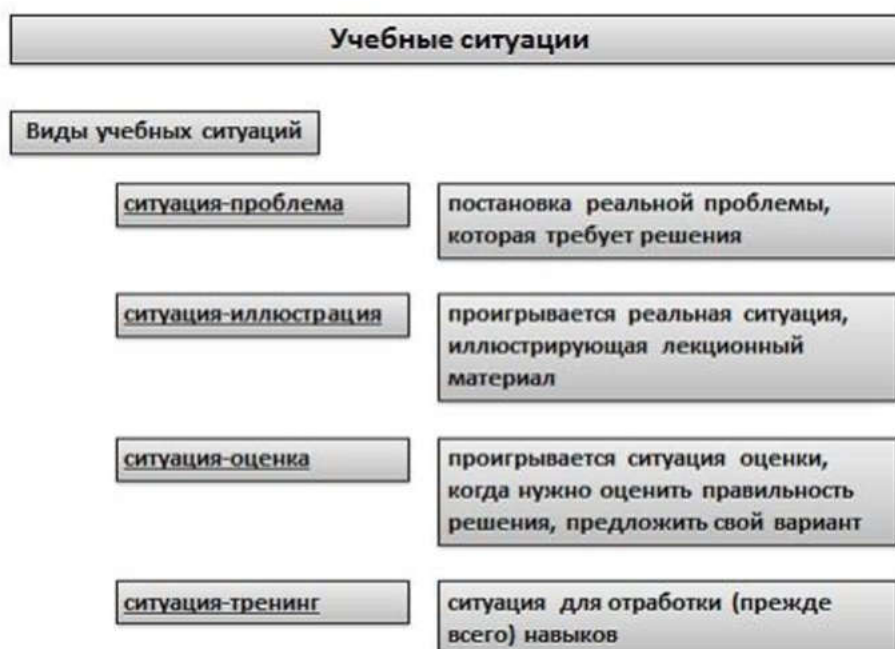 Учебные ситуации
Виды учебных ситуаций
ситуация-проблема
постановка реальной проблемы,
которая требует решения
ситуация-иллюстрация
проигрывается реальная ситуация,
иллюстрирующая лекционный
материал
ситуация-оценка
проигрывается ситуация оценки,
когда нужно оценить правильность
решения, предложить свой вариант
ситуация-тренинг
ситуация для отработки (прежде
всего) навыков